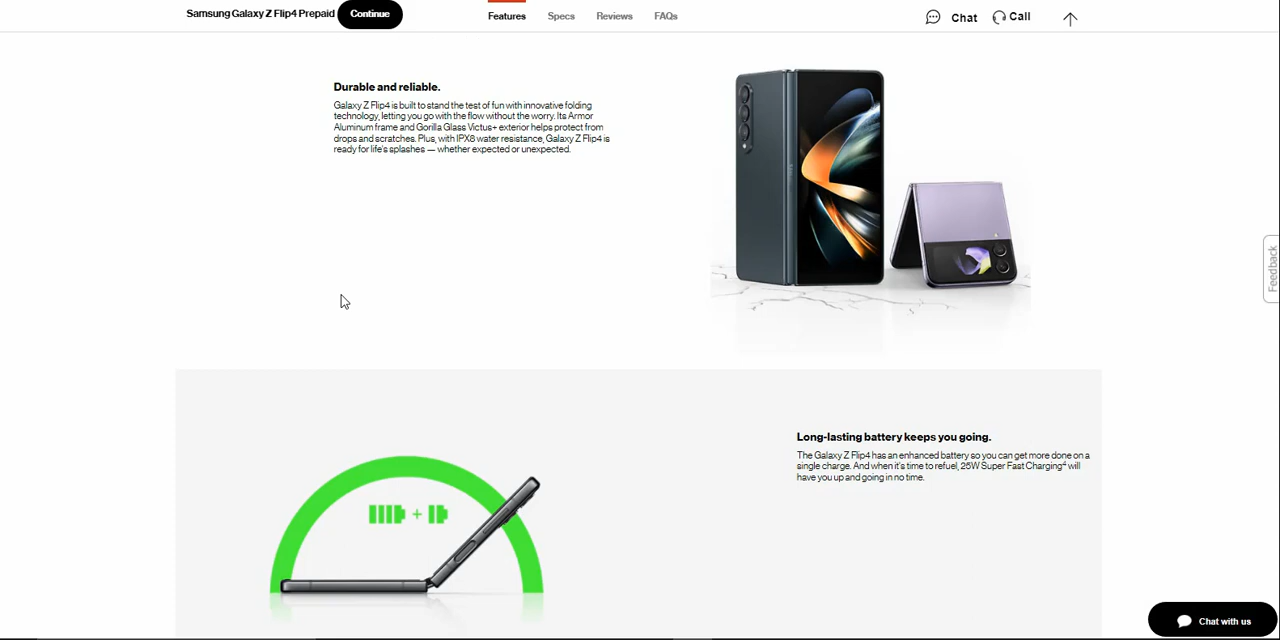 Samsung Galaxy Z Flip4 Prepaid
Continue
Features
Specs
Reviews
FAQs
Chat
Call
Durable and reliable.
Galaxy Z Flip4 is built to stand the test of fun with innovative folding
technology, letting you go with the flow without the worry. Its Armor
Aluminum frame and Gorilla Glass Victus+ exterior helps protect from
drops and scratches. Plus, with IPX8 water resistance, Galaxy Z Flip4 is
ready for life's splashes — whether expected or unexpected.
Feedback
Long-lasting battery keeps you going.
The Galaxy Z Flip4 has an enhanced battery so you can get more done on a
single charge. And when it's time to refuel, 25W Super Fast Charging⁴ will
have you up and going in no time.
Chat with us